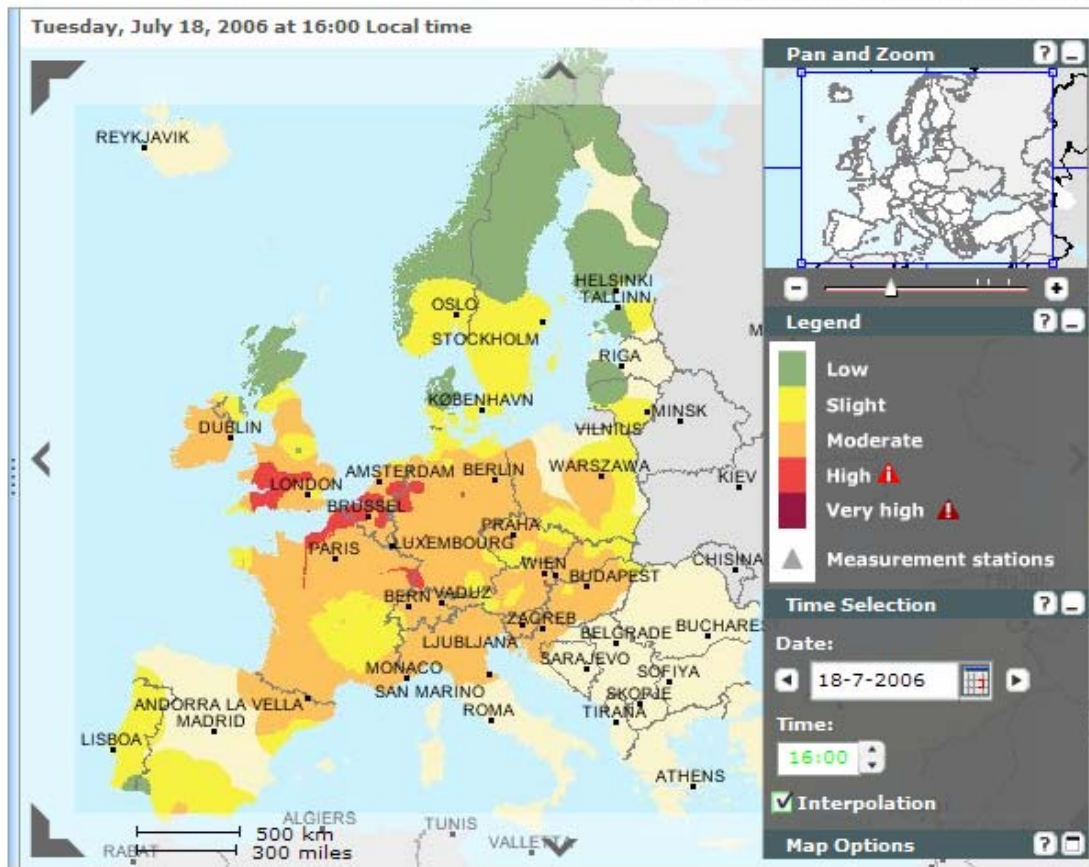 Tuesday, July 18, 2006 at 16:00 Local time
Pan and Zoom
?
REYKJAVIK
HELSINKI
TALLINN
OSLO
STOCKHOLM
RIGA
KØBENHAVN
MINSK
DUBLIN
VILNIUS
AMSTERDAM
BERLIN
WARSZAWA
LONDON
KIEV
BRUSSEL
PRAHA
PARIS
LUXEMBOURG
WIEN
CHISINA
BUDAPEST
BERN
VADUZ
ZAGREB
LJUBLJANA
BELGRADE
BUCHARES
MONACO
SARAJEVO
SAN MARINO
SOFIYA
ANDORRA LA VELLA
SKOPJE
MADRID
ROMA
TIRANA
LISBOA
ATHENS
ALGIERS
TUNIS
VALLETTA
RABAT
500 km
300 miles
Legend
?
Low
Slight
Moderate
High
Very high
Measurement stations
Time Selection
?
Date:
18-7-2006
Time:
16:00
Interpolation
Map Options
?